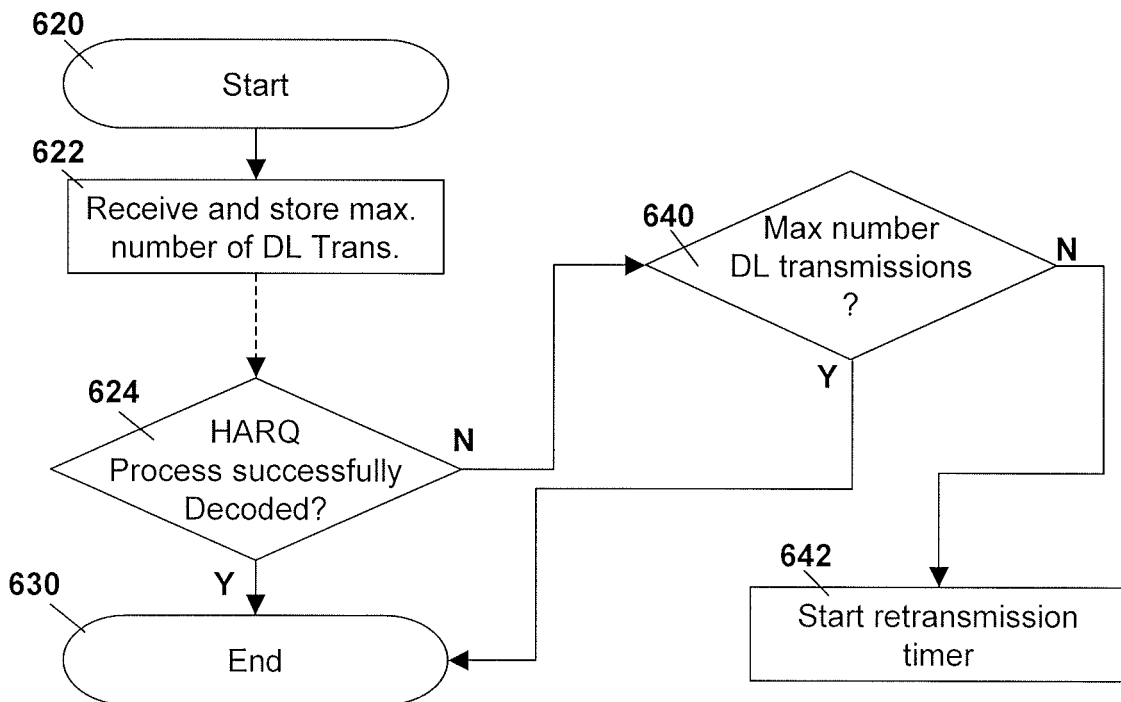 620
Start
622
Receive and store max.
number of DL Trans.
624
HARQ
Process successfully
Decoded?
N
Y
630
End
640
Max number
DL transmissions
?
N
Y
642
Start retransmission
timer